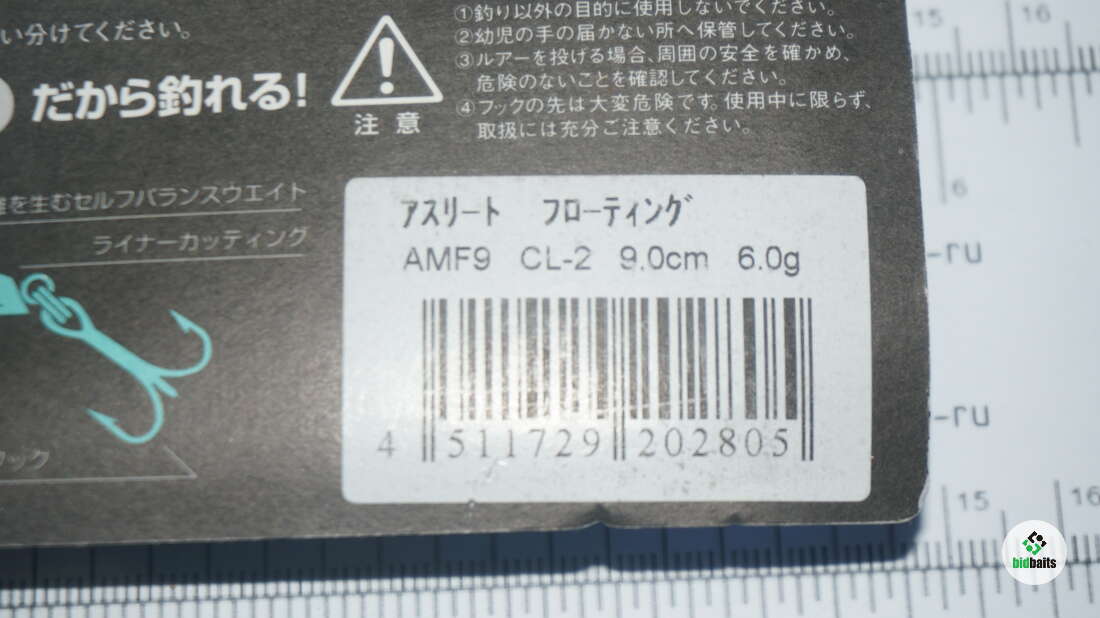 い分けてください。
だから釣れる!
注 意
①釣り以外の目的に使用しないでください。
②幼児の手の届かない所へ保管してください。
③ルアーを投げる場合、周囲の安全を確かめ、
危険のないことを確認してください。
④フックの先は大変危険です。使用中に限らず、
取扱には充分ご注意ください。
を生むセルフバランスウエイト
ライナーカッティング
フック
アスリート フローティング
AMF9 CL-2 9.0cm 6.0g
4 511729 202805
15 16
6
-ru
-ru
15 16
bidbaits